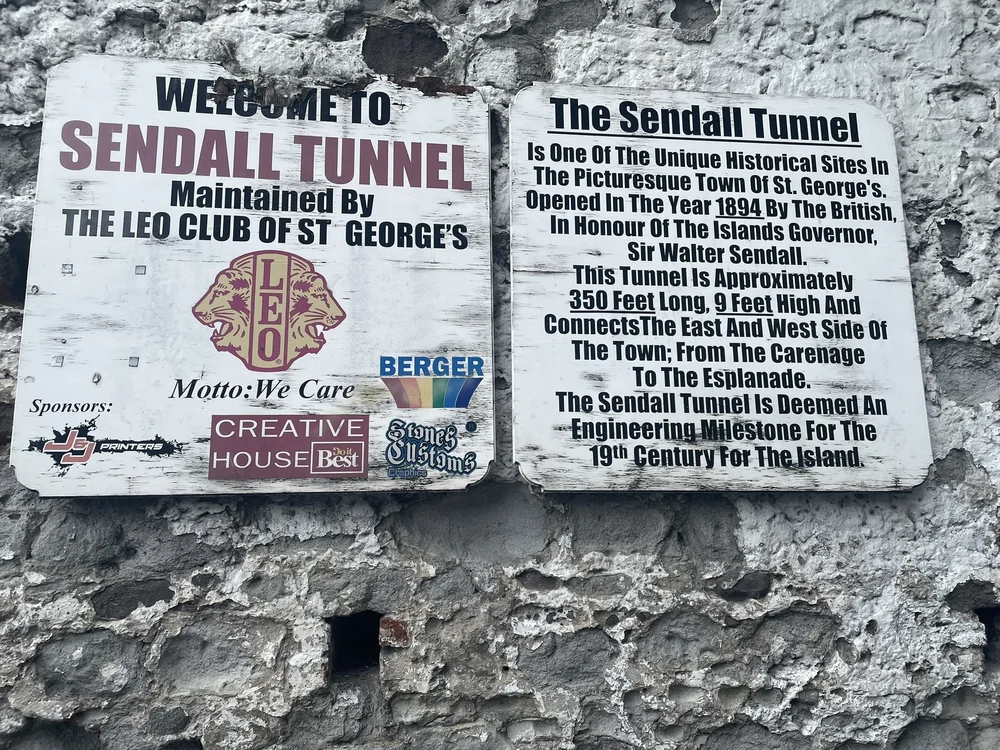 WELCOME TO
SENDALL TUNNEL
Maintained By
THE LEO CLUB OF ST GEORGE'S
LEO
Motto:We Care
BERGER
Sponsors:
J&J PRINTERS
CREATIVE
HOUSE Do it Best
Stoneh Customs
Graphics
The Sendall Tunnel
Is One Of The Unique Historical Sites In
The Picturesque Town Of St. George's.
Opened In The Year 1894 By The British,
In Honour Of The Islands Governor,
Sir Walter Sendall.
This Tunnel Is Approximately
350 Feet Long, 9 Feet High And
ConnectsThe East And West Side Of
The Town; From The Carenage
To The Esplanade.
The Sendall Tunnel Is Deemed An
Engineering Milestone For The
19th Century For The Island.